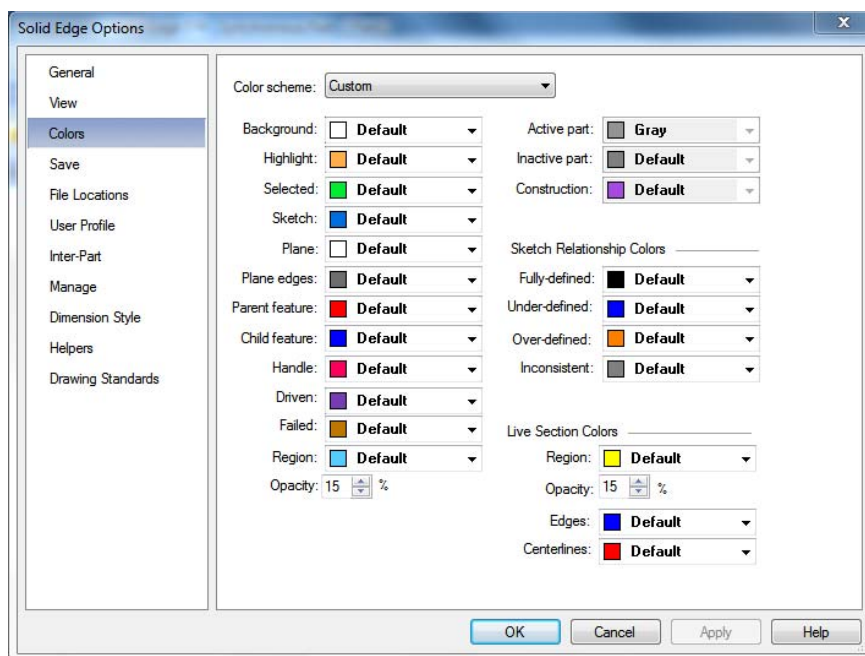 Solid Edge Options
X
General
View
Colors
Save
File Locations
User Profile
Inter-Part
Manage
Dimension Style
Helpers
Drawing Standards
Color scheme: Custom
Background: Default
Highlight: Default
Selected: Default
Sketch: Default
Plane: Default
Plane edges: Default
Parent feature: Default
Child feature: Default
Handle: Default
Driven: Default
Failed: Default
Region: Default
Opacity: 15 %
Active part: Gray
Inactive part: Default
Construction: Default
Sketch Relationship Colors
Fully-defined: Default
Under-defined: Default
Over-defined: Default
Inconsistent: Default
Live Section Colors
Region: Default
Opacity: 15 %
Edges: Default
Centerlines: Default
OK Cancel Apply Help